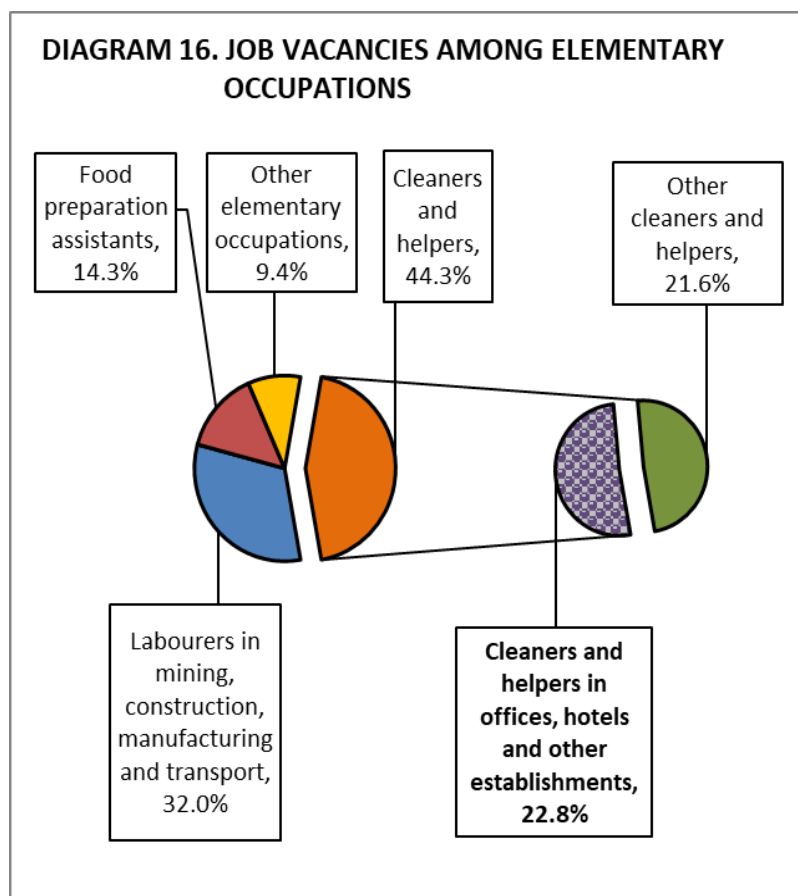 DIAGRAM 16. JOB VACANCIES AMONG ELEMENTARY
OCCUPATIONS
Food
preparation
assistants,
14.3%
Other
elementary
occupations,
9.4%
Cleaners
and
helpers,
44.3%
Other
cleaners and
helpers,
21.6%
Labourers in
mining,
construction,
manufacturing
and transport,
32.0%
Cleaners and
helpers in
offices, hotels
and other
establishments,
22.8%